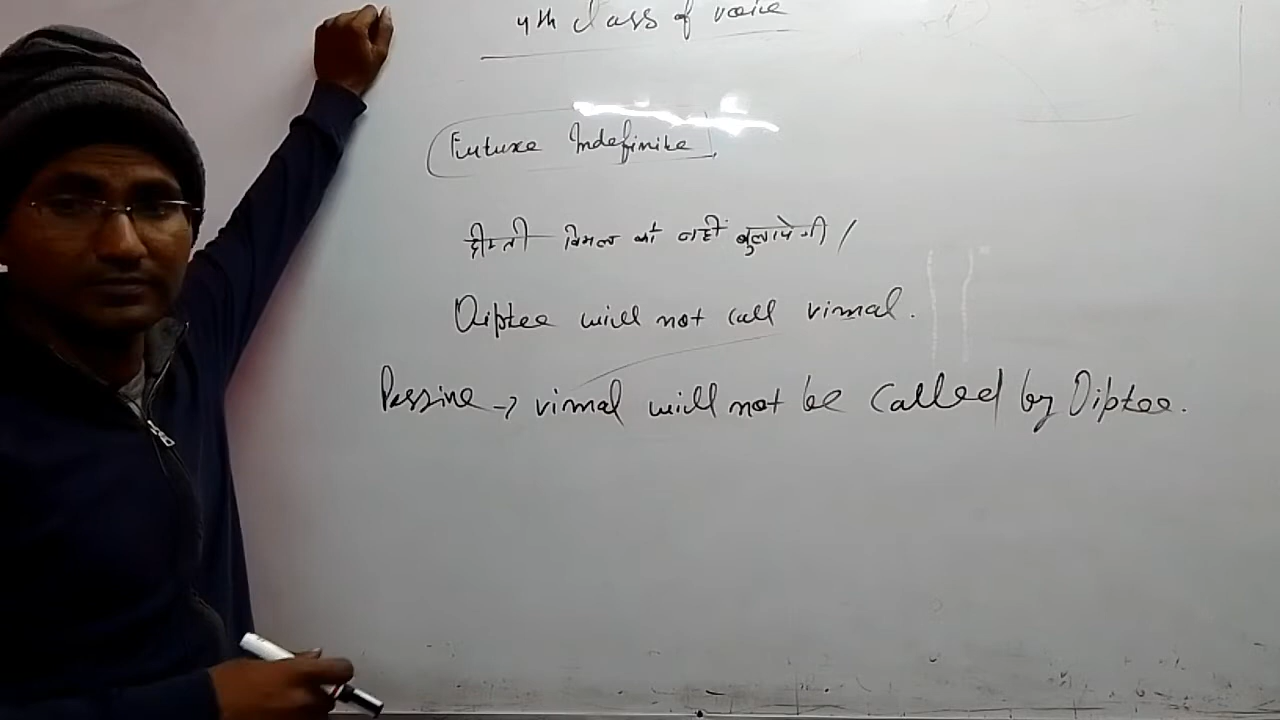 4th class of voice
Future Indefinite
दीप्ती विमल को नहीं बुलायेगी /
Diptee will not call vimal.
Passive → vimal will not be called by Diptee.